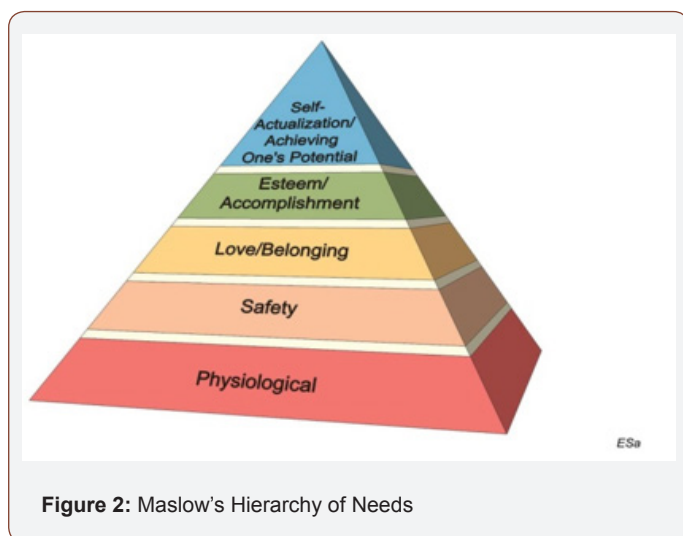 Self-
Actualization/
Achieving
One's Potential
Esteem/
Accomplishment
Love/Belonging
Safety
Physiological
ESa
Figure 2: Maslow's Hierarchy of Needs